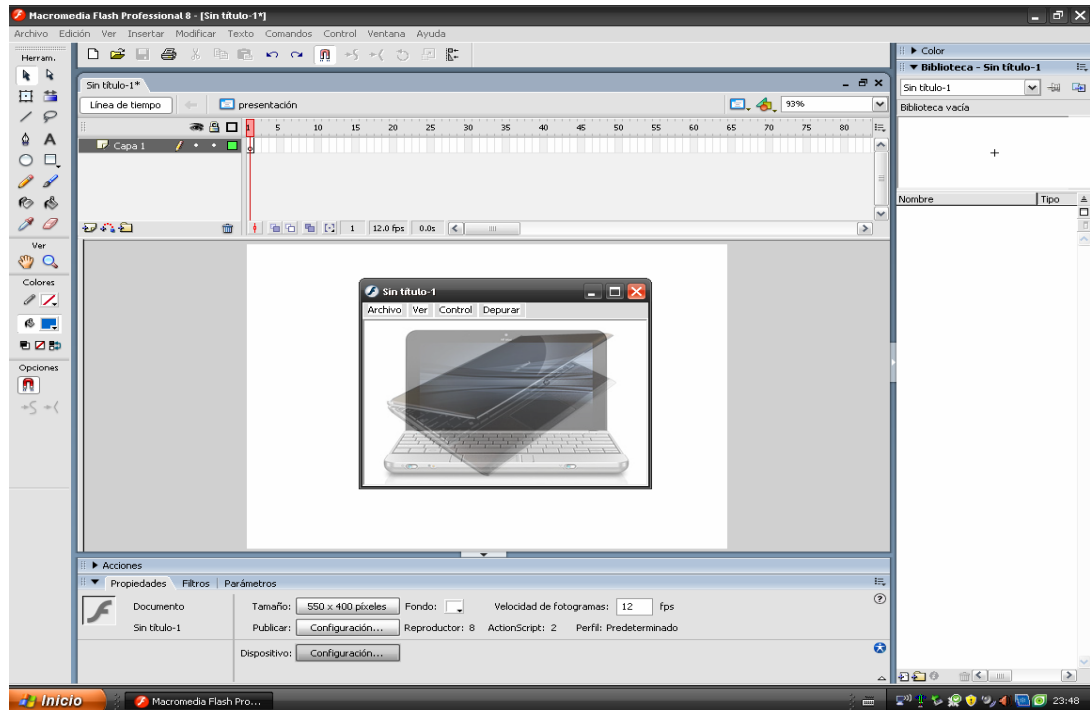 Macromedia Flash Professional 8 - [Sin título-1*]
Archivo Edición Ver Insertar Modificar Texto Comandos Control Ventana Ayuda
Herram.
Sin título-1*
Línea de tiempo
presentación
93%
1 5 10 15 20 25 30 35 40 45 50 55 60 65 70 75 80
Capa 1
1 12.0 fps 0.0s
Ver
Colores
Opciones
Sin título-1
Archivo Ver Control Depurar
Acciones
Propiedades Filtros Parámetros
Documento
Sin título-1
Tamaño: 550 x 400 píxeles Fondo: Velocidad de fotogramas: 12 fps
Publicar: Configuración... Reproductor: 8 ActionScript: 2 Perfil: Predeterminado
Dispositivo: Configuración...
Color
Biblioteca - Sin título-1
Sin título-1
Biblioteca vacía
Nombre Tipo
Inicio
Macromedia Flash Pro...
23:48